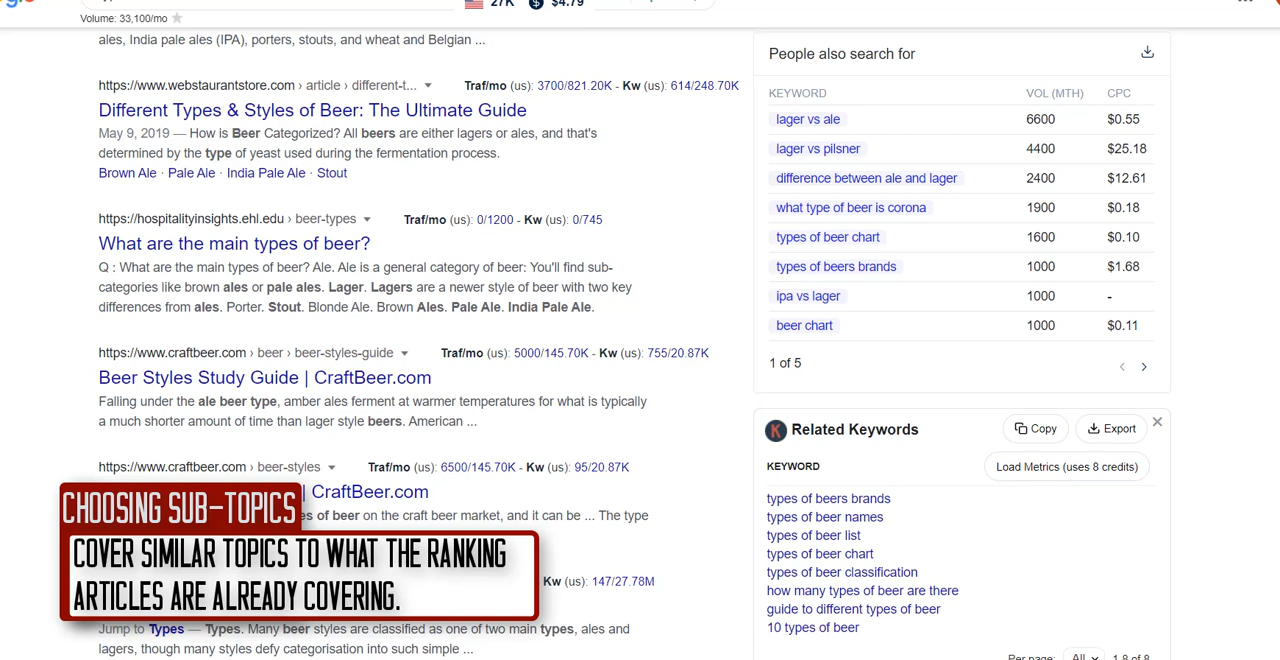 27K $4.79
Volume: 33,100/mo
ales, India pale ales (IPA), porters, stouts, and wheat and Belgian ...
https://www.webstaurantstore.com › article › different-t... Traf/mo (us): 3700/821.20K - Kw (us): 614/248.70K
Different Types & Styles of Beer: The Ultimate Guide
May 9, 2019 — How is Beer Categorized? All beers are either lagers or ales, and that's
determined by the type of yeast used during the fermentation process.
Brown Ale · Pale Ale · India Pale Ale · Stout
https://hospitalityinsights.ehl.edu › beer-types Traf/mo (us): 0/1200 - Kw (us): 0/745
What are the main types of beer?
Q : What are the main types of beer? Ale. Ale is a general category of beer: You'll find sub-
categories like brown ales or pale ales. Lager. Lagers are a newer style of beer with two key
differences from ales. Porter. Stout. Blonde Ale. Brown Ales. Pale Ale. India Pale Ale.
https://www.craftbeer.com › beer › beer-styles-guide Traf/mo (us): 5000/145.70K - Kw (us): 755/20.87K
Beer Styles Study Guide | CraftBeer.com
Falling under the ale beer type, amber ales ferment at warmer temperatures for what is typically
a much shorter amount of time than lager style beers. American ...
https://www.craftbeer.com › beer-styles Traf/mo (us): 6500/145.70K - Kw (us): 95/20.87K
| CraftBeer.com
es of beer on the craft beer market, and it can be ... The type
CHOOSING SUB-TOPICS
COVER SIMILAR TOPICS TO WHAT THE RANKING
ARTICLES ARE ALREADY COVERING.
Kw (us): 147/27.78M
Jump to Types — Types. Many beer styles are classified as one of two main types, ales and
lagers, though many styles defy categorisation into such simple ...
People also search for
KEYWORD VOL (MTH) CPC
lager vs ale 6600 $0.55
lager vs pilsner 4400 $25.18
difference between ale and lager 2400 $12.61
what type of beer is corona 1900 $0.18
types of beer chart 1600 $0.10
types of beers brands 1000 $1.68
ipa vs lager 1000 -
beer chart 1000 $0.11
1 of 5
Related Keywords
Copy
Export
KEYWORD
Load Metrics (uses 8 credits)
types of beers brands
types of beer names
types of beer list
types of beer chart
types of beer classification
how many types of beer are there
guide to different types of beer
10 types of beer
Per page: All 1-8 of 8